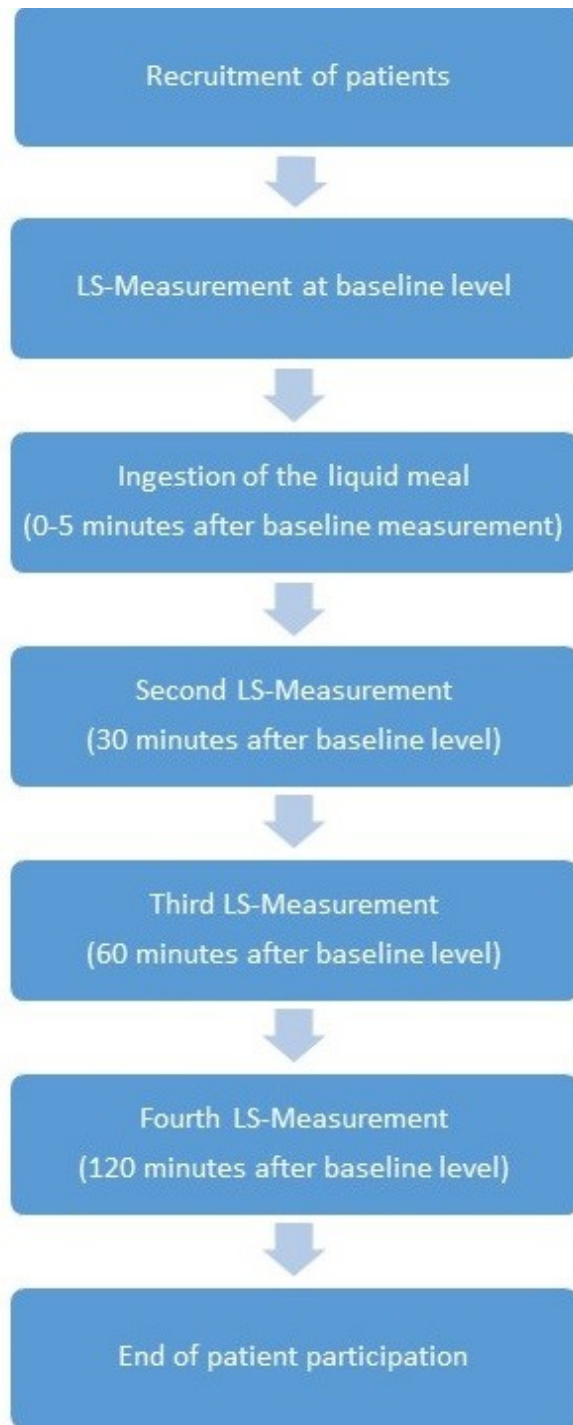 Recruitment of patients
LS-Measurement at baseline level
Ingestion of the liquid meal
(0-5 minutes after baseline measurement)
Second LS-Measurement
(30 minutes after baseline level)
Third LS-Measurement
(60 minutes after baseline level)
Fourth LS-Measurement
(120 minutes after baseline level)
End of patient participation